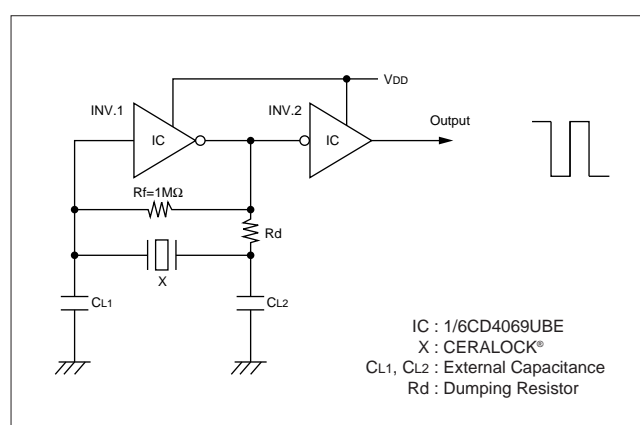 VDD
INV.1
INV.2
Output
IC
IC
Rf=1MΩ
Rd
X
CL1
CL2
IC : 1/6CD4069UBE
X : CERALOCK®
CL1, CL2 : External Capacitance
Rd : Dumping Resistor